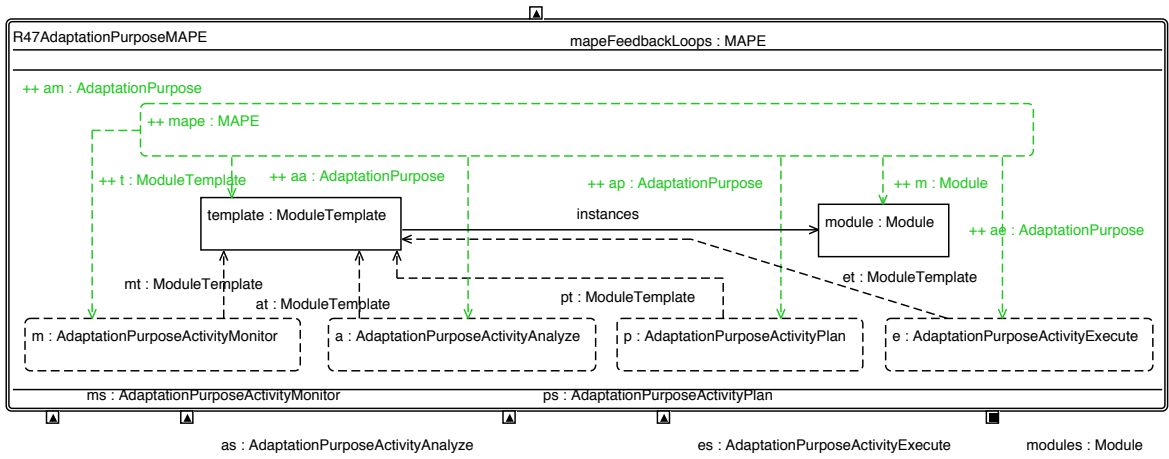 R47AdaptationPurposeMAPE
mapeFeedbackLoops : MAPE
++ am : AdaptationPurpose
++ mape : MAPE
++ t : ModuleTemplate
++ aa : AdaptationPurpose
++ ap : AdaptationPurpose
++ m : Module
template : ModuleTemplate
instances
module : Module
++ ae : AdaptationPurpose
mt : ModuleTemplate
at : ModuleTemplate
pt : ModuleTemplate
et : ModuleTemplate
m : AdaptationPurposeActivityMonitor
a : AdaptationPurposeActivityAnalyze
p : AdaptationPurposeActivityPlan
e : AdaptationPurposeActivityExecute
ms : AdaptationPurposeActivityMonitor
ps : AdaptationPurposeActivityPlan
as : AdaptationPurposeActivityAnalyze
es : AdaptationPurposeActivityExecute
modules : Module